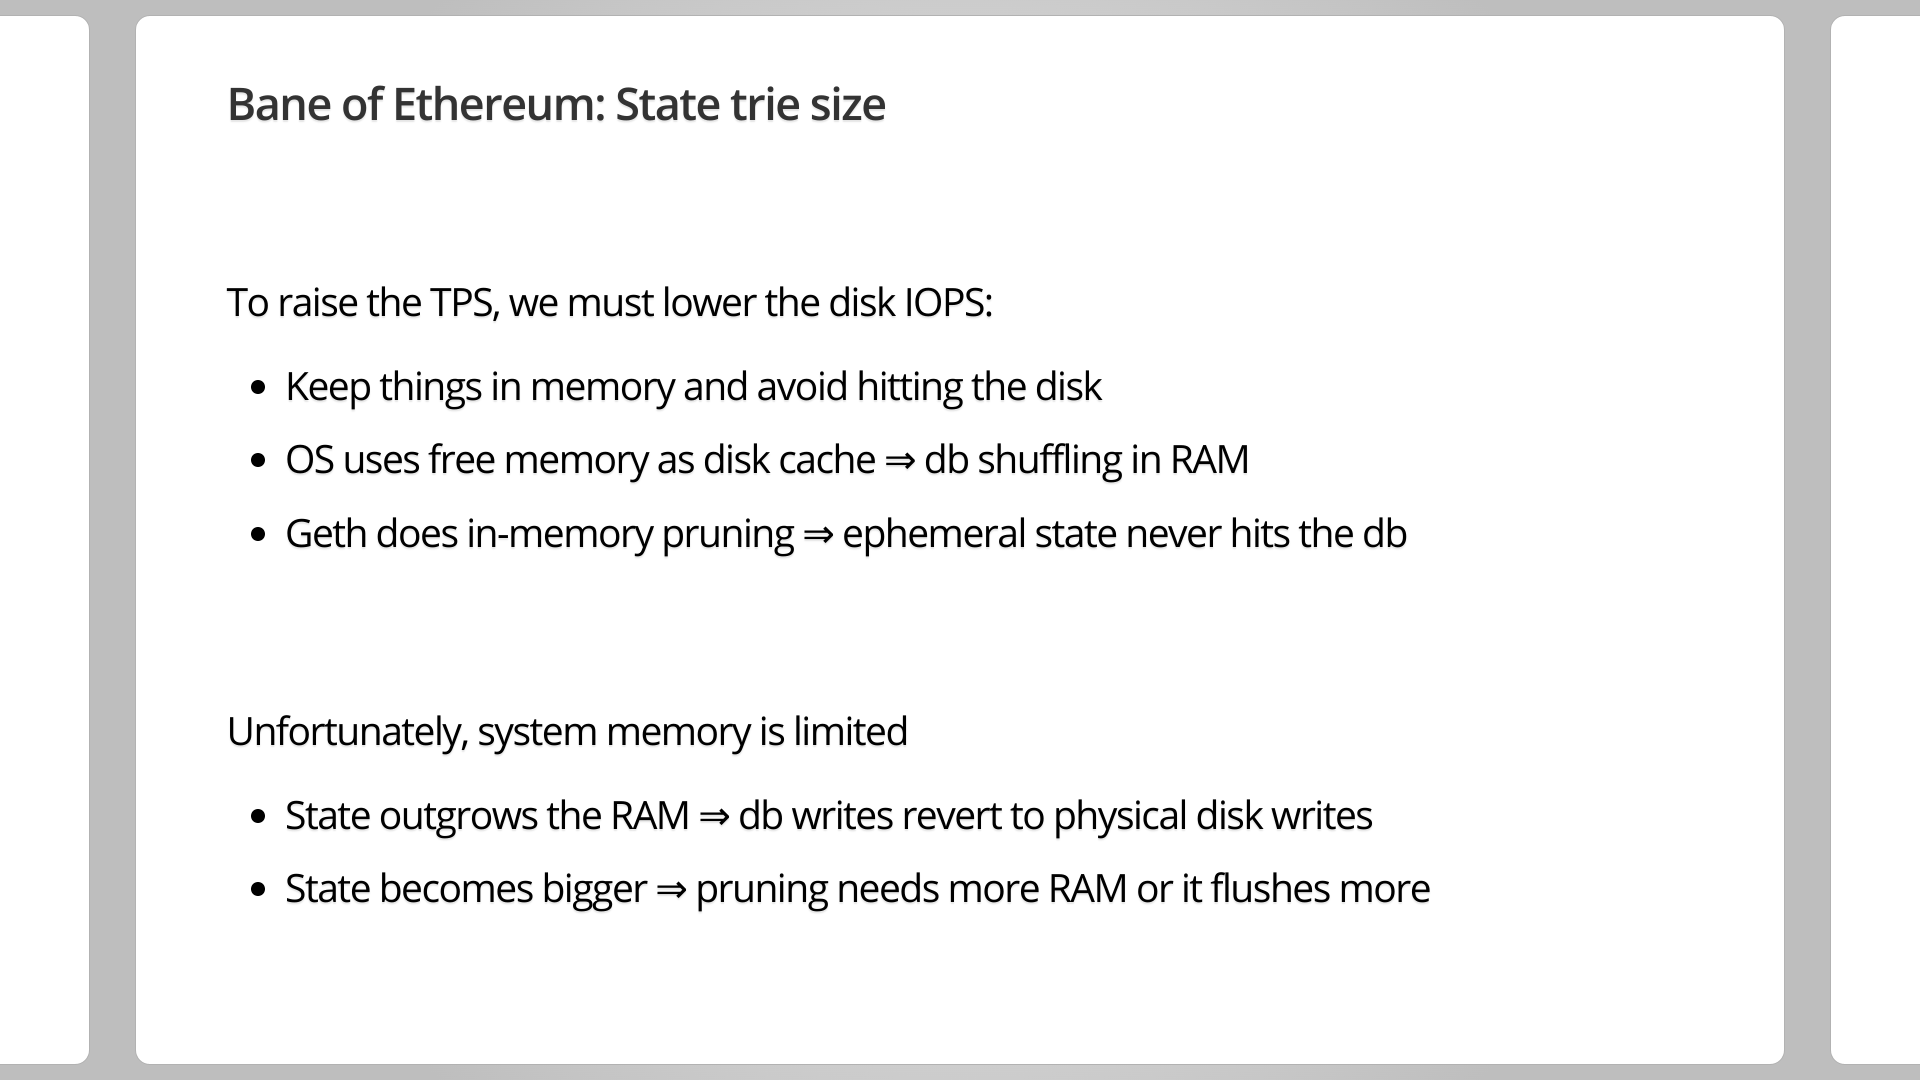 Bane of Ethereum: State trie size
To raise the TPS, we must lower the disk IOPS:
• Keep things in memory and avoid hitting the disk
• OS uses free memory as disk cache ⇒ db shuffling in RAM
• Geth does in-memory pruning ⇒ ephemeral state never hits the db
Unfortunately, system memory is limited
• State outgrows the RAM ⇒ db writes revert to physical disk writes
• State becomes bigger ⇒ pruning needs more RAM or it flushes more